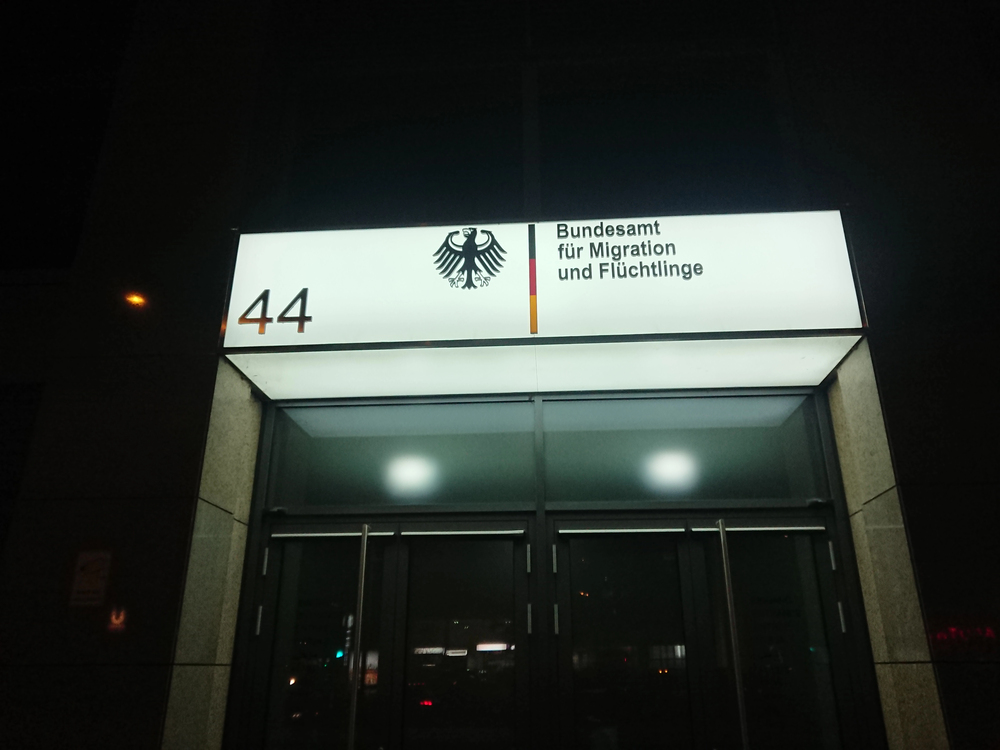 44
Bundesamt
für Migration
und Flüchtlinge
U